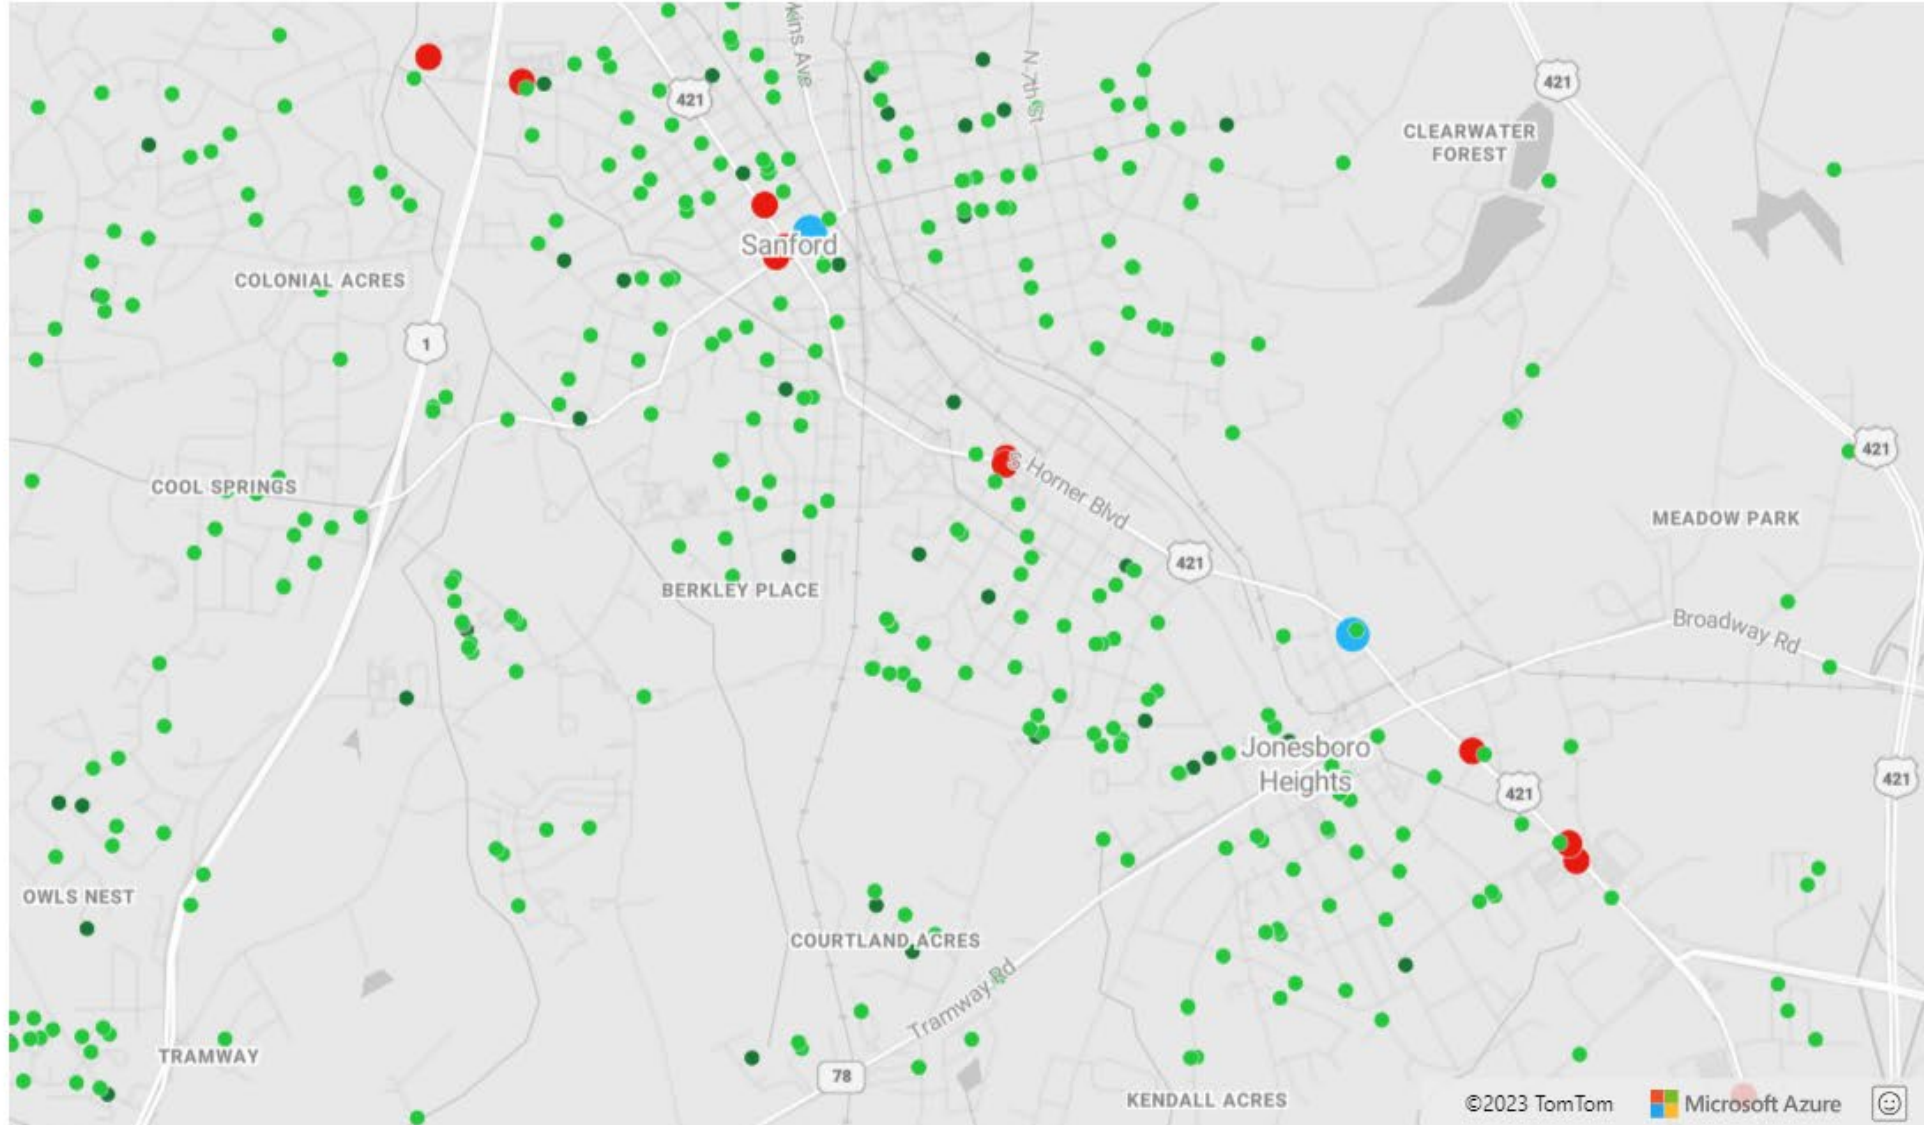 kins Ave
N 7th St
421
421
CLEARWATER
FOREST
Sanford
COLONIAL ACRES
1
421
S Horner Blvd
COOL SPRINGS
MEADOW PARK
421
BERKLEY PLACE
Broadway Rd
Jonesboro
Heights
421
421
OWLS NEST
COURTLAND ACRES
Tramway Rd
TRAMWAY
78
KENDALL ACRES
©2023 TomTom
Microsoft Azure